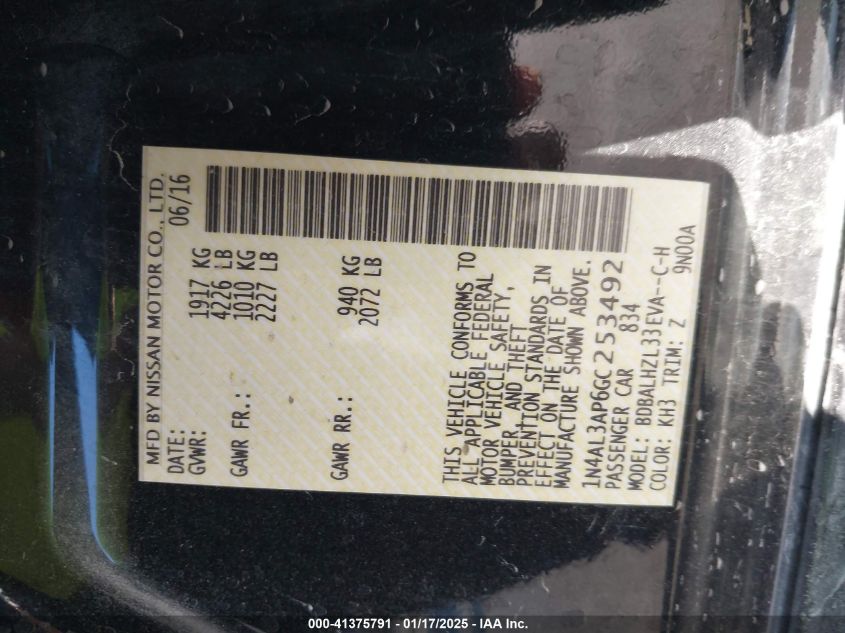 MFD BY NISSAN MOTOR CO., LTD.
DATE: 06/16
GVWR: 1917 KG
4226 LB
GAWR FR.: 1010 KG
2227 LB
GAWR RR.: 940 KG
2072 LB
THIS VEHICLE CONFORMS TO
ALL APPLICABLE FEDERAL
MOTOR VEHICLE SAFETY,
BUMPER, AND THEFT
PREVENTION STANDARDS IN
EFFECT ON THE DATE OF
MANUFACTURE SHOWN ABOVE.
1N4AL3AP6GC253492
PASSENGER CAR 834
MODEL: BDBALHZL33EVA--C-H
COLOR: KH3 TRIM: Z 9N00A
000-41375791 - 01/17/2025 - IAA Inc.